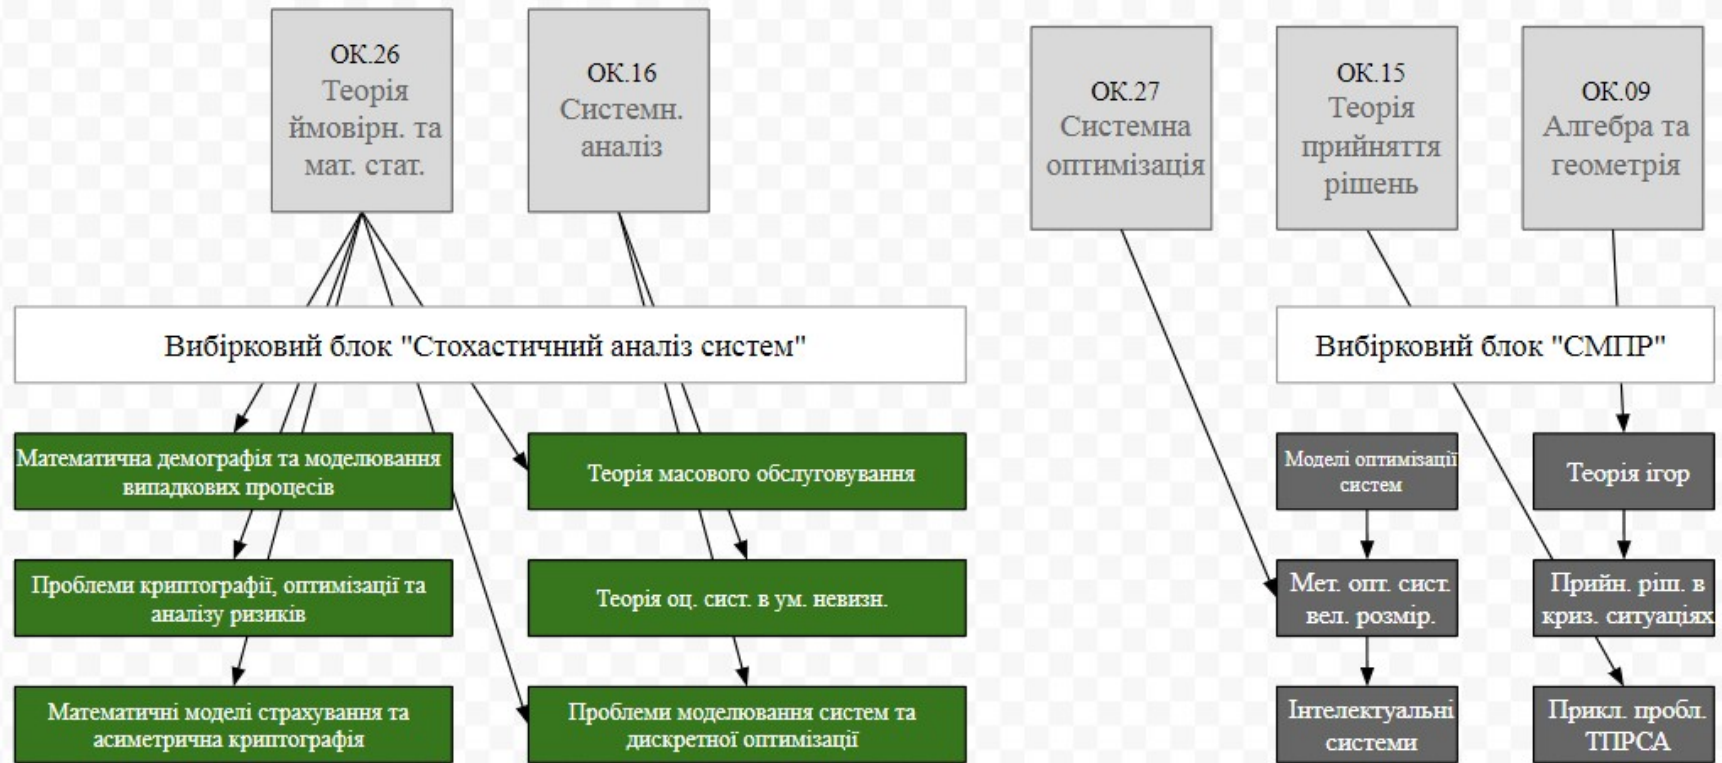 ОК.26
Теорія
ймовірн. та
мат. стат.
ОК.16
Системн.
аналіз
ОК.27
Системна
оптимізація
ОК.15
Теорія
прийняття
рішень
ОК.09
Алгебра та
геометрія
Вибірковий блок "Стохастичний аналіз систем"
Вибірковий блок "СМПР"
Математична демографія та моделювання
випадкових процесів
Теорія масового обслуговування
Моделі оптимізації
систем
Теорія ігор
Проблеми криптографії, оптимізації та
аналізу ризиків
Теорія оц. сист. в ум. невизн.
Мет. опт. сист.
вел. розмір.
Прийн. ріш. в
криз. ситуаціях
Математичні моделі страхування та
асиметрична криптографія
Проблеми моделювання систем та
дискретної оптимізації
Інтелектуальні
системи
Прикл. пробл.
ТПРСА